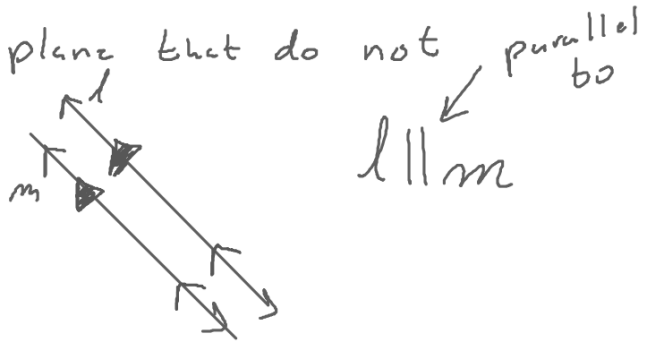 plane that do not
parallel
to
l
l || m
m